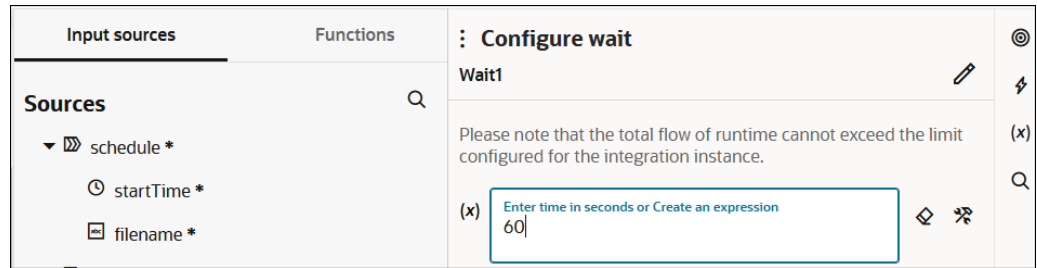 Input sources
Functions
Sources
schedule *
startTime *
abc filename *
Configure wait
Wait1
Please note that the total flow of runtime cannot exceed the limit
configured for the integration instance.
(x)
Enter time in seconds or Create an expression
60
(x)